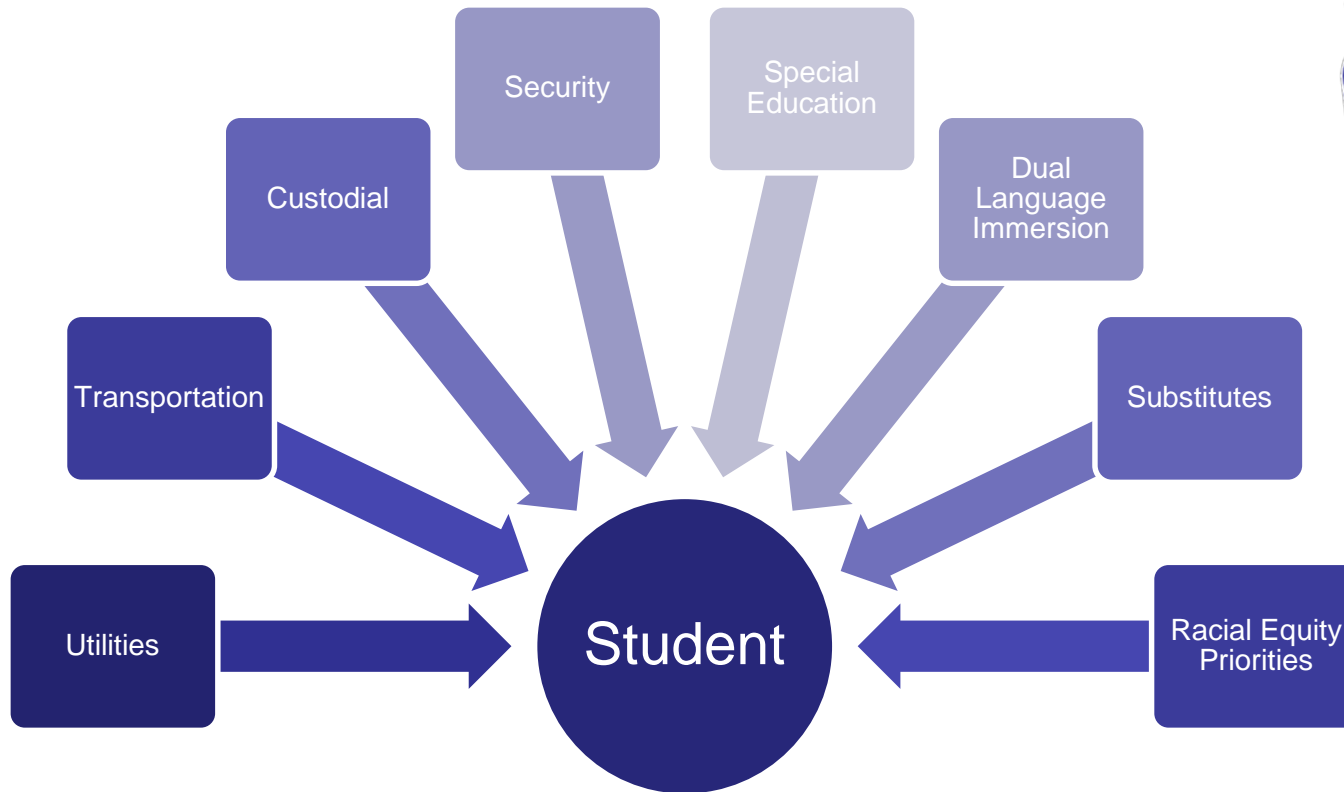 Security
Special
Education
Custodial
Dual
Language
Immersion
Transportation
Substitutes
Utilities
Student
Racial Equity
Priorities